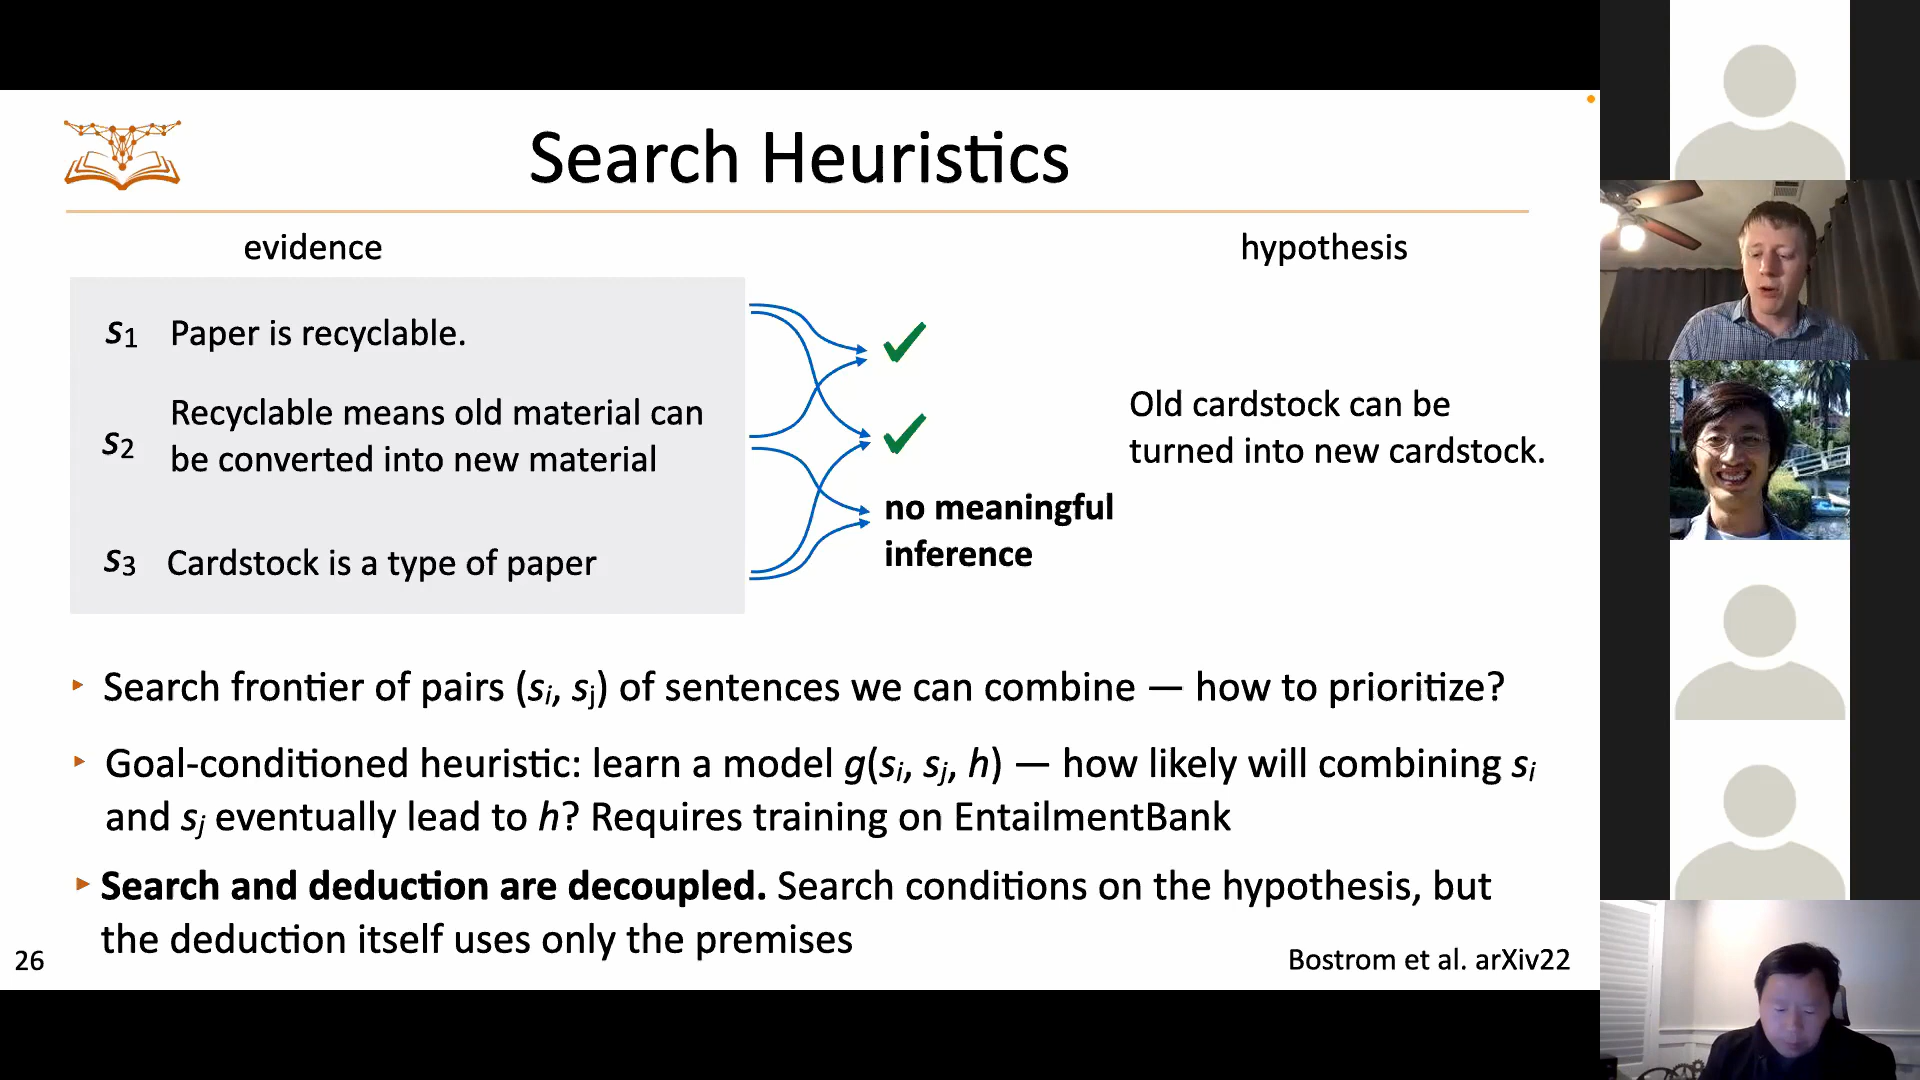 Search Heuristics
evidence
hypothesis
s1 Paper is recyclable.
s2 Recyclable means old material can
be converted into new material
s3 Cardstock is a type of paper
✓
✓
no meaningful
inference
Old cardstock can be
turned into new cardstock.
‣ Search frontier of pairs (si, sj) of sentences we can combine — how to prioritize?
‣ Goal-conditioned heuristic: learn a model g(si, sj, h) — how likely will combining si
and sj eventually lead to h? Requires training on EntailmentBank
‣ Search and deduction are decoupled. Search conditions on the hypothesis, but
the deduction itself uses only the premises
26
Bostrom et al. arXiv22